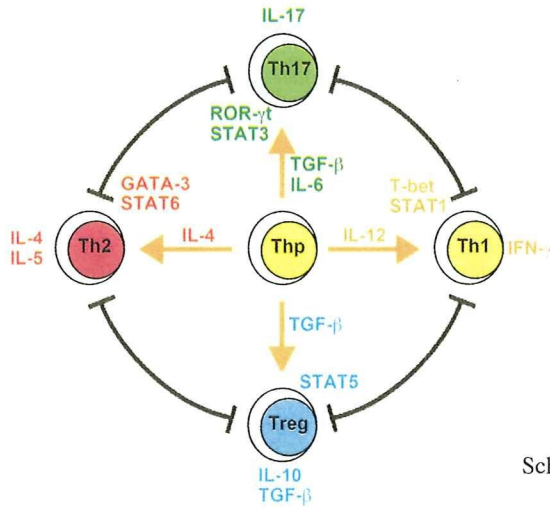 IL-17
Th17
ROR-γt
STAT3
TGF-β
IL-6
GATA-3
STAT6
T-bet
STAT1
IL-4
IL-5
Th2
IL-4
Thp
IL-12
Th1
IFN-
TGF-β
STAT5
Treg
IL-10
TGF-β